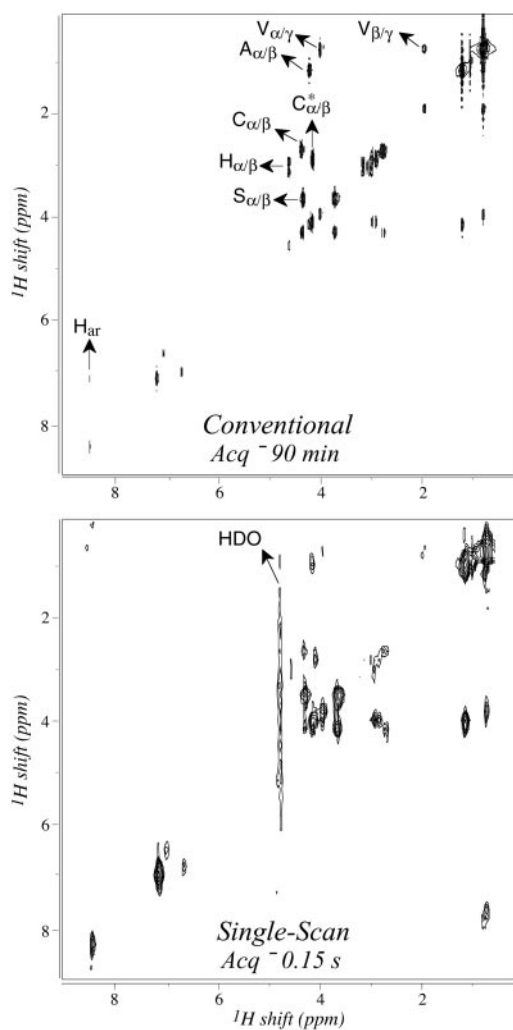 Vα/γ
Vβ/γ
Aα/β
C*α/β
Cα/β
Hα/β
Sα/β
Har
2
4
6
8
¹H shift (ppm)
Conventional
Acq ~ 90 min
8 6 4 2
HDO
2
4
6
8
¹H shift (ppm)
Single-Scan
Acq ~ 0.15 s
8 6 4 2
¹H shift (ppm)